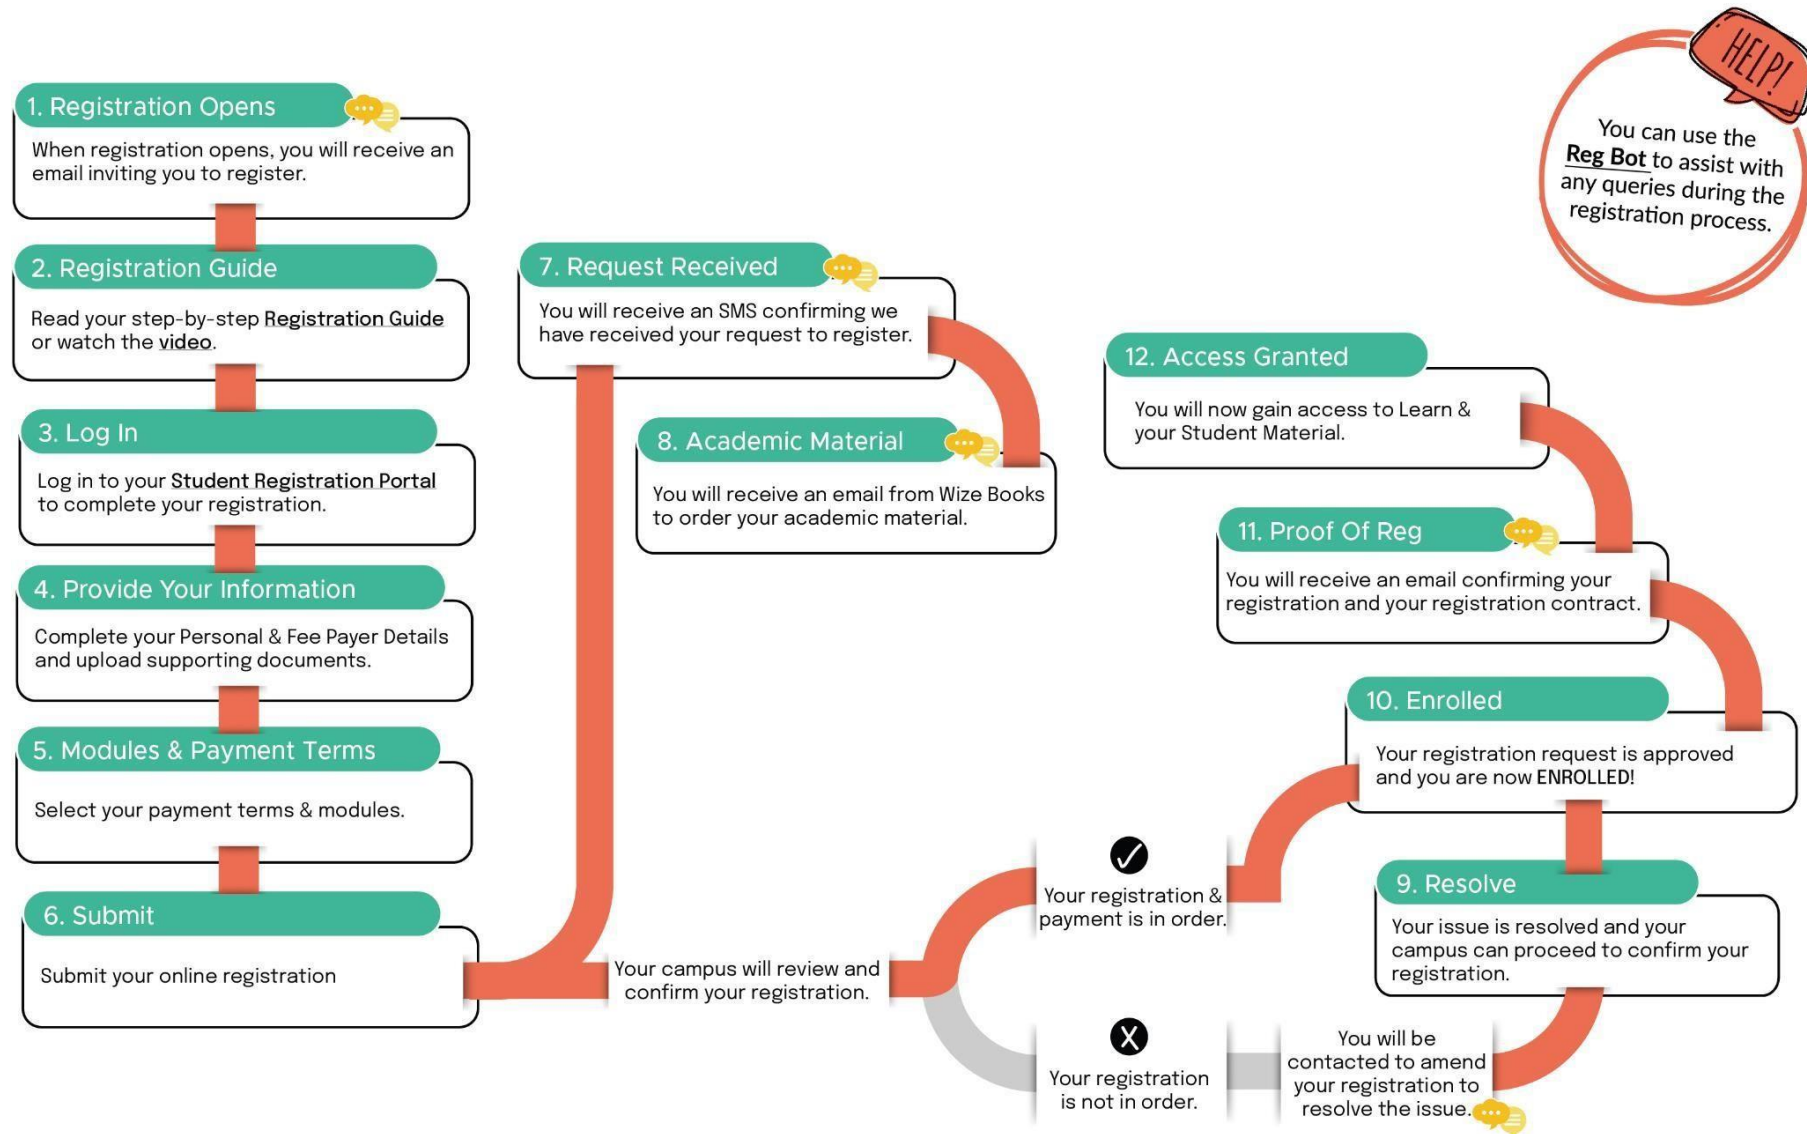 HELP!
You can use the
Reg Bot to assist with
any queries during the
registration process.
1. Registration Opens
When registration opens, you will receive an
email inviting you to register.
2. Registration Guide
Read your step-by-step Registration Guide
or watch the video.
3. Log In
Log in to your Student Registration Portal
to complete your registration.
4. Provide Your Information
Complete your Personal & Fee Payer Details
and upload supporting documents.
5. Modules & Payment Terms
Select your payment terms & modules.
6. Submit
Submit your online registration
7. Request Received
You will receive an SMS confirming we
have received your request to register.
8. Academic Material
You will receive an email from Wize Books
to order your academic material.
Your campus will review and
confirm your registration.
Your registration &
payment is in order.
X
Your registration
is not in order.
You will be
contacted to amend
your registration to
resolve the issue.
9. Resolve
Your issue is resolved and your
campus can proceed to confirm your
registration.
10. Enrolled
Your registration request is approved
and you are now ENROLLED!
11. Proof Of Reg
You will receive an email confirming your
registration and your registration contract.
12. Access Granted
You will now gain access to Learn &
your Student Material.